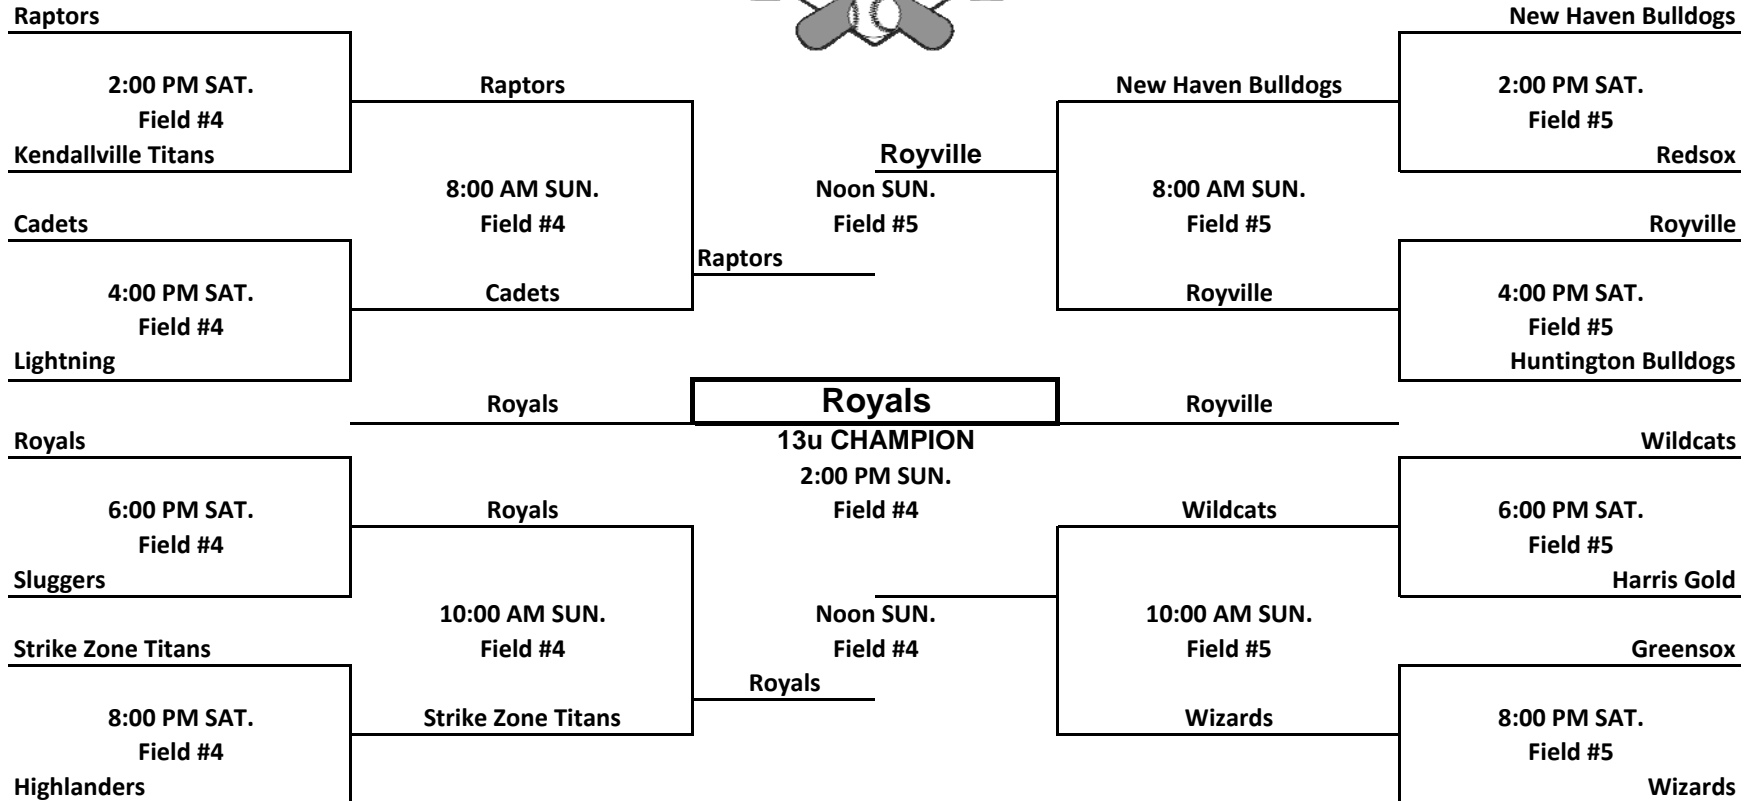 Raptors
New Haven Bulldogs
2:00 PM SAT.
Raptors
New Haven Bulldogs
2:00 PM SAT.
Field #4
Field #5
Kendallville Titans
Royville
Redsox
8:00 AM SUN.
Noon SUN.
8:00 AM SUN.
Cadets
Field #4
Field #5
Field #5
Royville
Raptors
4:00 PM SAT.
Cadets
Royville
4:00 PM SAT.
Field #4
Field #5
Lightning
Huntington Bulldogs
Royals
Royals
Royville
Royals
13u CHAMPION
Wildcats
2:00 PM SUN.
6:00 PM SAT.
Royals
Field #4
Wildcats
6:00 PM SAT.
Field #4
Field #5
Sluggers
Harris Gold
10:00 AM SUN.
Noon SUN.
10:00 AM SUN.
Strike Zone Titans
Field #4
Field #4
Field #5
Greensox
Royals
8:00 PM SAT.
Strike Zone Titans
Wizards
8:00 PM SAT.
Field #4
Field #5
Highlanders
Wizards